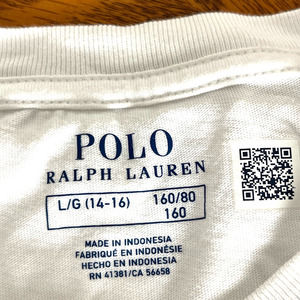 POLO
RALPH LAUREN
L/G (14-16) 160/80
160
MADE IN INDONESIA
FABRIQUÉ EN INDONÉSIE
HECHO EN INDONESIA
RN 41381/CA 56658